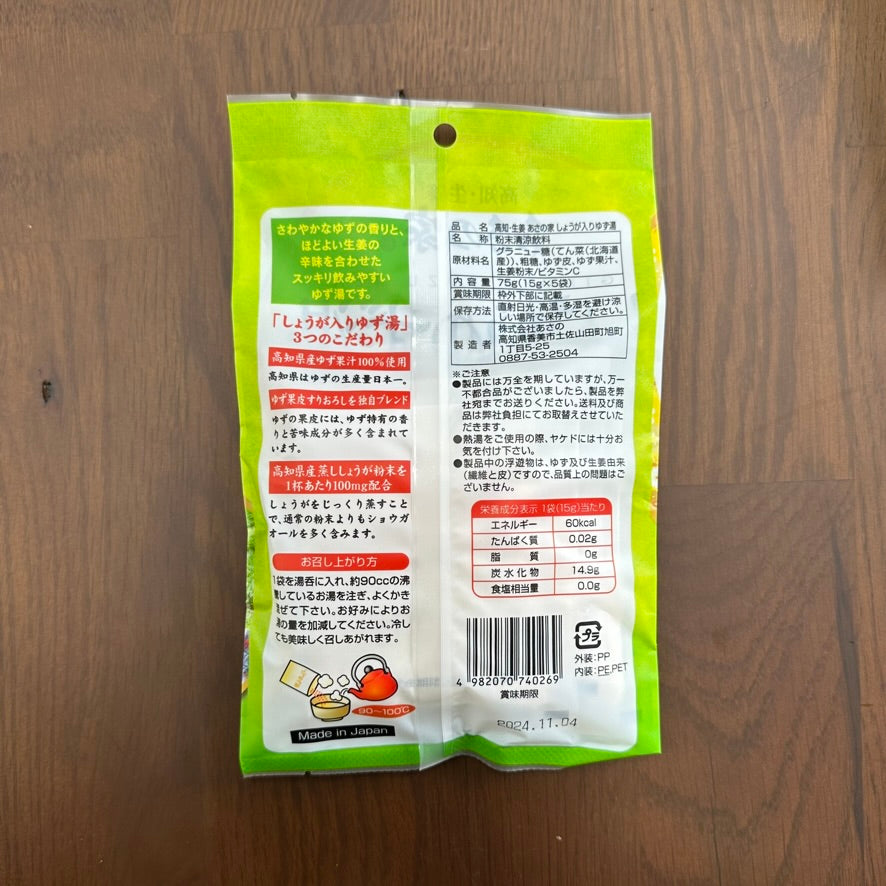 さわやかなゆずの香りと、
ほどよい生姜の
辛味を合わせた
スッキリ飲みやすい
ゆず湯です。
「しょうが入りゆず湯」
3つのこだわり
高知県産ゆず果汁100%使用
高知県はゆずの生産量日本一。
ゆず果皮すりおろしを独自ブレンド
ゆずの果皮には、ゆず特有の香
りと苦味成分が多く含まれて
います。
高知県産蒸ししょうが粉末を
1杯あたり100mg配合
しょうがをじっくり蒸すこと
で、通常の粉末よりもショウガ
オールを多く含みます。
お召し上がり方
1袋を湯呑に入れ、約90ccの沸
しているお湯を注ぎ、よくかき
ぜて下さい。お好みによりお
の量を加減してください。冷し
ても美味しく召しあがれます。
90〜100℃
Made in Japan
品名 高知・生姜 あさの家 しょうが入りゆず湯
名称 粉末清涼飲料
原材料名 グラニュー糖(てん菜(北海道
産))、粗糖、ゆず皮、ゆず果汁、
生姜粉末/ビタミンC
内容量 75g(15g×5袋)
賞味期限 枠外下部に記載
保存方法 直射日光・高温・多湿を避け涼
しい場所で保存してください。
製造者 株式会社あさの
高知県香美市土佐山田町旭町
1丁目5-25
0887-53-2504
※ご注意
●製品には万全を期していますが、万一
不都合品がございましたら、製品を弊
社宛までお送りください。送料及び商
品は弊社負担にてお取替えさせていた
だきます。
●熱湯をご使用の際、ヤケドには十分お
気を付け下さい。
●製品中の浮遊物は、ゆず及び生姜由来
(繊維と皮)ですので、品質上の問題はご
ざいません。
栄養成分表示 1袋(15g)当たり
エネルギー 60kcal
たんぱく質 0.02g
脂質 0g
炭水化物 14.9g
食塩相当量 0.0g
4 982070 740269
プラ
外装:PP
内装:PE,PET
賞味期限
2024.11.04